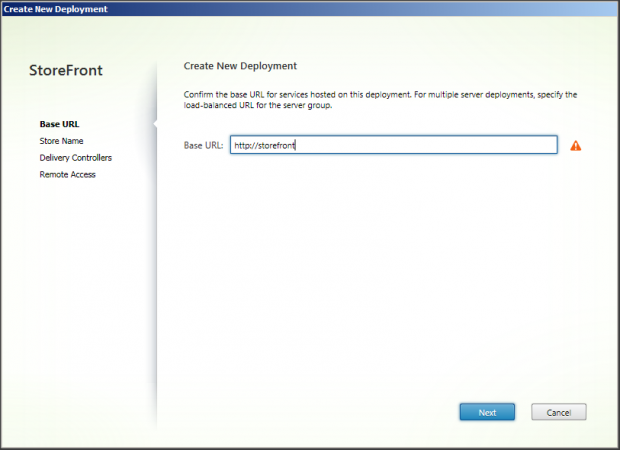 Create New Deployment
StoreFront
Base URL
Store Name
Delivery Controllers
Remote Access
Create New Deployment
Confirm the base URL for services hosted on this deployment. For multiple server deployments, specify the
load-balanced URL for the server group.
Base URL: http://storefront
Next Cancel